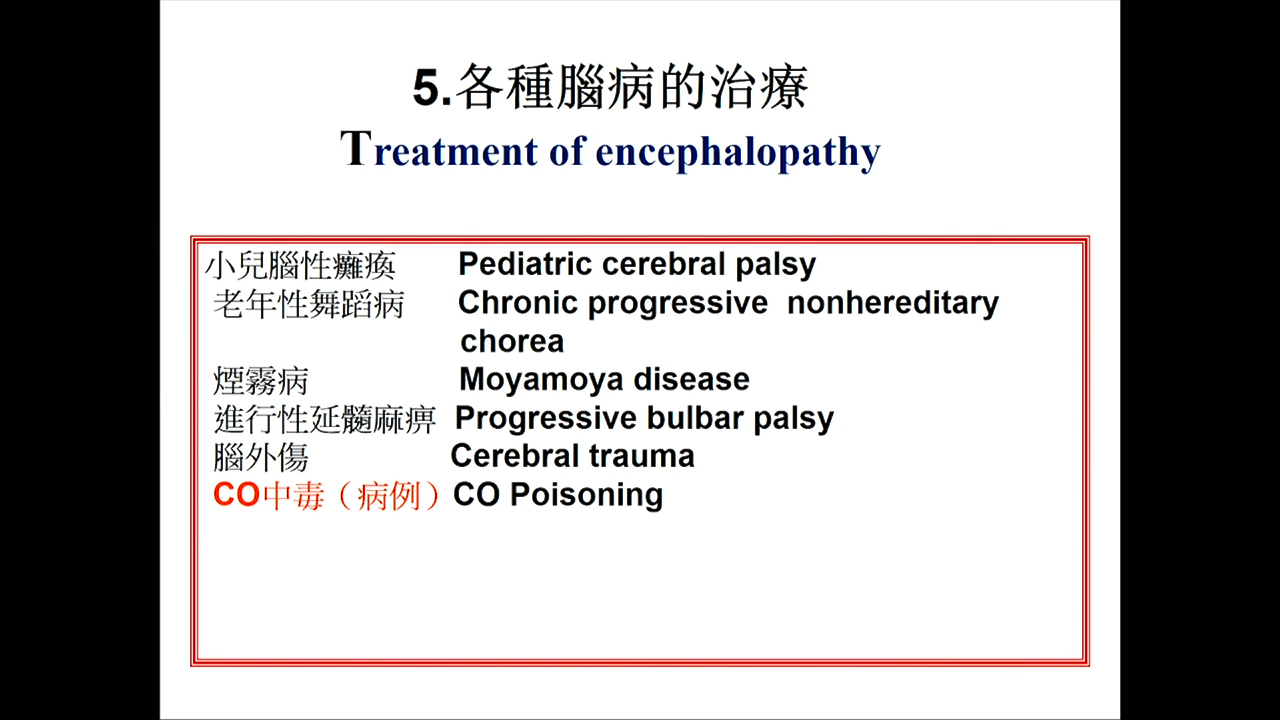 5.各種腦病的治療
Treatment of encephalopathy
小兒腦性癱瘓 Pediatric cerebral palsy
老年性舞蹈病 Chronic progressive nonhereditary
chorea
煙霧病 Moyamoya disease
進行性延髓麻痹 Progressive bulbar palsy
腦外傷 Cerebral trauma
CO中毒（病例） CO Poisoning